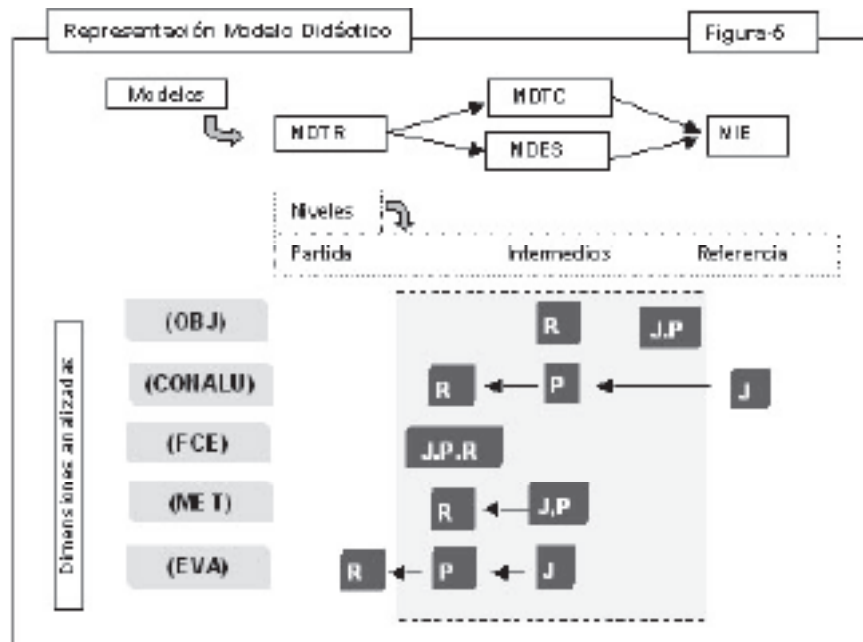 Representación Modelo Didáctico
Figura-6
Modelos
MDTR
MDTC
MDES
MIE
Niveles
Partida Intermedios Referencia
Dimensiones analizadas
(OBJ) R J.P
(CONALU) R P J
(FCE) J.P.R
(MET) R J,P
(EVA) R P J